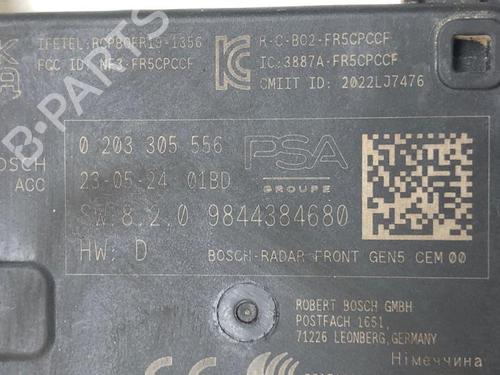 IFETEL: RCPBOFR19-1356
FCC ID: NF3-FR5CPCCF
R-C-BO2-FR5CPCCF
IC: 3887A-FR5CPCCF
CMIIT ID: 2022LJ7476
BOSCH
ACC
0 203 305 556
23-05-24 01BD
SW: 8.2.0 9844384680
HW: D
PSA
GROUPE
BOSCH-RADAR FRONT GEN5 CEM 00
ROBERT BOSCH GMBH
POSTFACH 1651,
71226 LEONBERG, GERMANY
Німеччина
B-PARTS